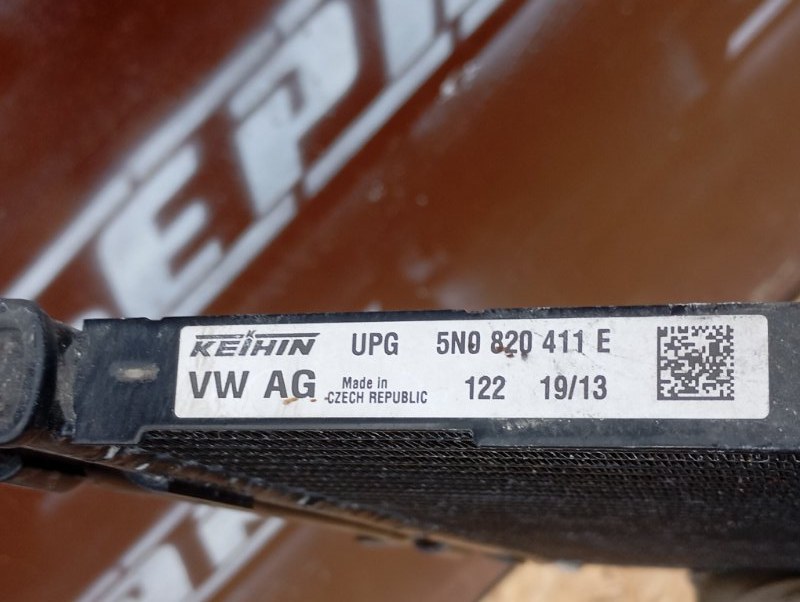 KEIHIN UPG 5N0 820 411 E
VW AG Made in CZECH REPUBLIC 122 19/13